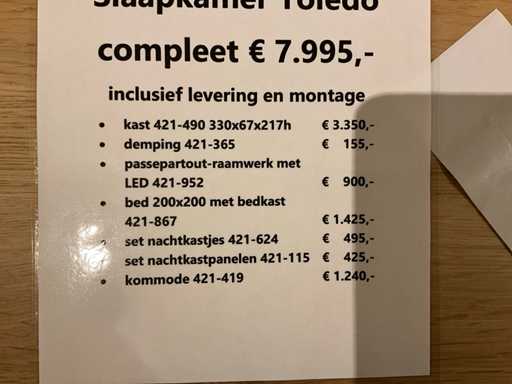 Slaapkamer Toledo
compleet € 7.995,-
inclusief levering en montage
• kast 421-490 330x67x217h € 3.350,-
• demping 421-365 € 155,-
• passepartout-raamwerk met
LED 421-952 € 900,-
• bed 200x200 met bedkast
421-867 € 1.425,-
• set nachtkastjes 421-624 € 495,-
• set nachtkastpanelen 421-115 € 425,-
• kommode 421-419 € 1.240,-